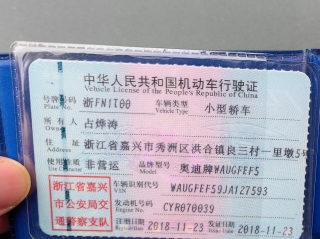 中华人民共和国机动车行驶证
Vehicle License of the People's Republic of China
号牌号码 浙FN1T00 车辆类型 小型轿车
Vehicle Type
所有人 占烨涛
住址 浙江省嘉兴市秀洲区洪合镇良三村一里墩5号
使用性质 非营运 品牌型号 奥迪牌WAUGFEF5
Use Character Model
浙江省嘉兴市公安局交通警察支队
车辆识别代号 WAUGFEF59JA127593
VIN
发动机号码 CYR070039
Engine No.
注册日期 2018-11-23 发证日期 2018-11-23
Register Date Issue Date